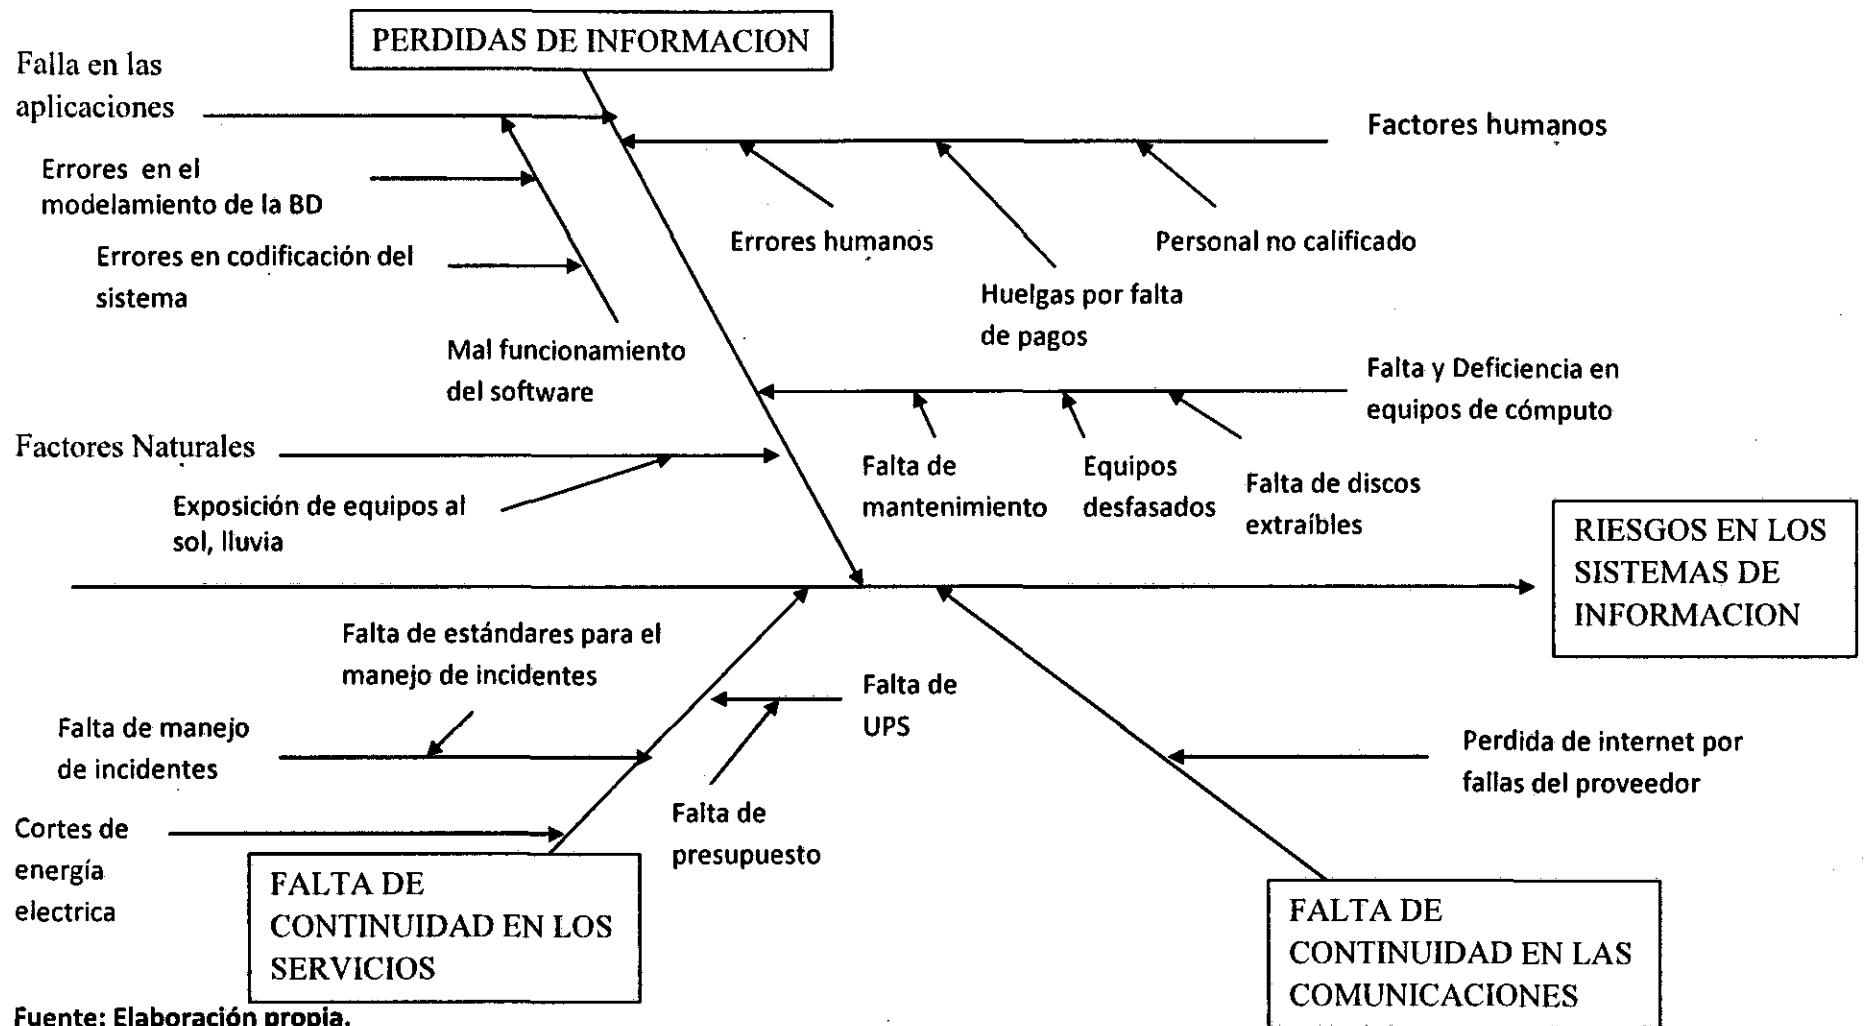 PERDIDAS DE INFORMACION
Falla en las
aplicaciones
Factores humanos
Errores en el
modelamiento de la BD
Errores humanos
Personal no calificado
Errores en codificación del
sistema
Huelgas por falta
de pagos
Mal funcionamiento
del software
Falta y Deficiencia en
equipos de cómputo
Factores Naturales
Falta de
mantenimiento
Equipos
desfasados
Falta de discos
extraíbles
Exposición de equipos al
sol, lluvia
RIESGOS EN LOS
SISTEMAS DE
INFORMACION
Falta de estándares para el
manejo de incidentes
Falta de
UPS
Falta de manejo
de incidentes
Perdida de internet por
fallas del proveedor
Falta de
presupuesto
Cortes de
energía
electrica
FALTA DE
CONTINUIDAD EN LOS
SERVICIOS
FALTA DE
CONTINUIDAD EN LAS
COMUNICACIONES
Fuente: Elaboración propia.